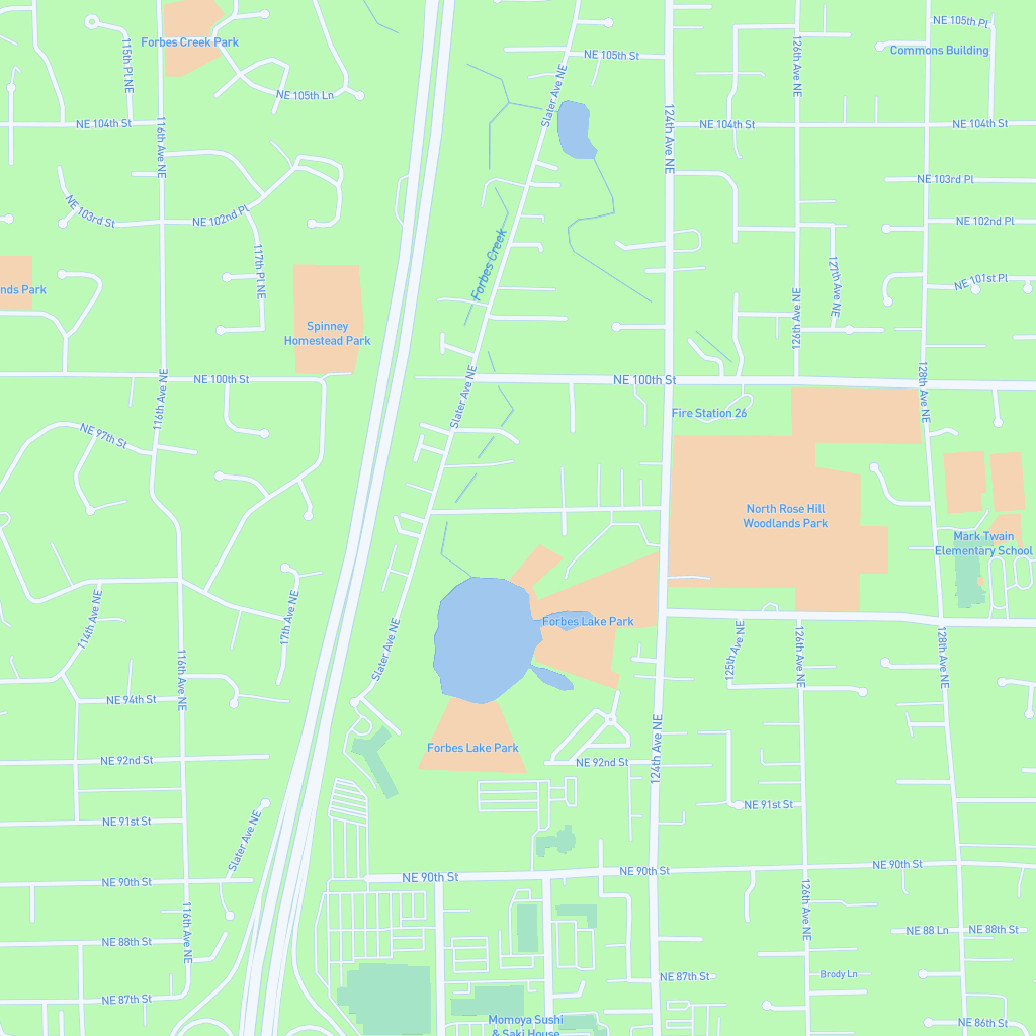 NE 105th Pl
Forbes Creek Park
115th Pl NE
126th Ave NE
Commons Building
NE 105th St
NE 105th Ln
Slater Ave NE
124th Ave NE
NE 104th St
NE 104th St
NE 104th St
116th Ave NE
NE 103rd Pl
NE 103rd St
NE 102nd Pl
NE 102nd Pl
117th Pl NE
Forbes Creek
127th Ave NE
NE 101st Pl
nds Park
126th Ave NE
Spinney
Homestead Park
NE 100th St
NE 100th St
116th Ave NE
Slater Ave NE
128th Ave NE
Fire Station 26
NE 97th St
North Rose Hill
Woodlands Park
Mark Twain
Elementary School
114th Ave NE
17th Ave NE
Slater Ave NE
Forbes Lake Park
125th Ave NE
126th Ave NE
128th Ave NE
116th Ave NE
NE 94th St
124th Ave NE
Forbes Lake Park
NE 92nd St
NE 92nd St
NE 91st St
NE 91st St
Slater Ave NE
NE 90th St
NE 90th St
NE 90th St
NE 90th St
116th Ave NE
126th Ave NE
NE 88th St
NE 88 Ln
NE 88th St
NE 87th St
NE 87th St
Brody Ln
Momoya Sushi
& Saki House
NE 86th St